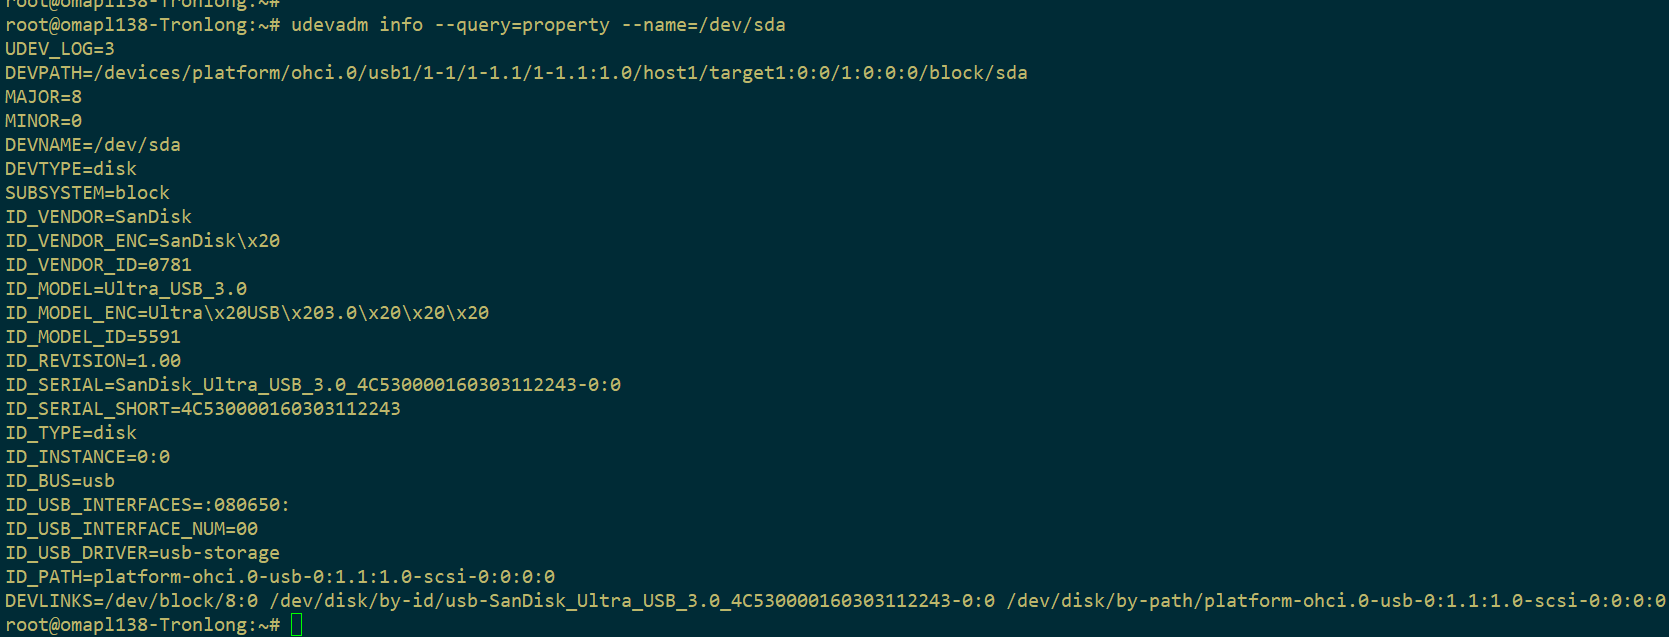 root@omapl138-Tronlong:~#
root@omapl138-Tronlong:~# udevadm info --query=property --name=/dev/sda
UDEV_LOG=3
DEVPATH=/devices/platform/ohci.0/usb1/1-1/1-1.1/1-1.1:1.0/host1/target1:0:0/1:0:0:0/block/sda
MAJOR=8
MINOR=0
DEVNAME=/dev/sda
DEVTYPE=disk
SUBSYSTEM=block
ID_VENDOR=SanDisk
ID_VENDOR_ENC=SanDisk\x20
ID_VENDOR_ID=0781
ID_MODEL=Ultra_USB_3.0
ID_MODEL_ENC=Ultra\x20USB\x203.0\x20\x20\x20
ID_MODEL_ID=5591
ID_REVISION=1.00
ID_SERIAL=SanDisk_Ultra_USB_3.0_4C530000160303112243-0:0
ID_SERIAL_SHORT=4C530000160303112243
ID_TYPE=disk
ID_INSTANCE=0:0
ID_BUS=usb
ID_USB_INTERFACES=:080650:
ID_USB_INTERFACE_NUM=00
ID_USB_DRIVER=usb-storage
ID_PATH=platform-ohci.0-usb-0:1.1:1.0-scsi-0:0:0:0
DEVLINKS=/dev/block/8:0 /dev/disk/by-id/usb-SanDisk_Ultra_USB_3.0_4C530000160303112243-0:0 /dev/disk/by-path/platform-ohci.0-usb-0:1.1:1.0-scsi-0:0:0:0
root@omapl138-Tronlong:~#